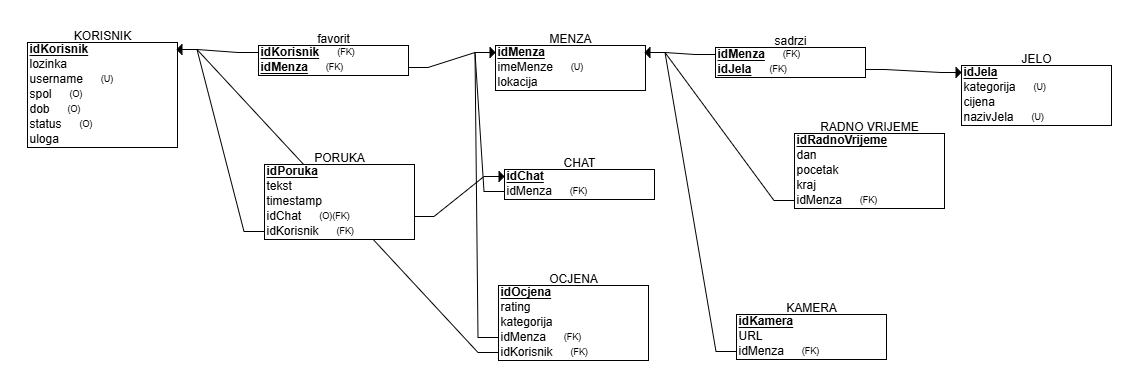 KORISNIK
idKorisnik
lozinka
username (U)
spol (O)
dob (O)
status (O)
uloga
favorit
idKorisnik (FK)
idMenza (FK)
MENZA
idMenza
imeMenze (U)
lokacija
sadrzi
idMenza (FK)
idJela (FK)
JELO
idJela
kategorija (U)
cijena
nazivJela (U)
RADNO VRIJEME
idRadnoVrijeme
dan
pocetak
kraj
idMenza (FK)
PORUKA
idPoruka
tekst
timestamp
idChat (O)(FK)
idKorisnik (FK)
CHAT
idChat
idMenza (FK)
OCJENA
idOcjena
rating
kategorija
idMenza (FK)
idKorisnik (FK)
KAMERA
idKamera
URL
idMenza (FK)